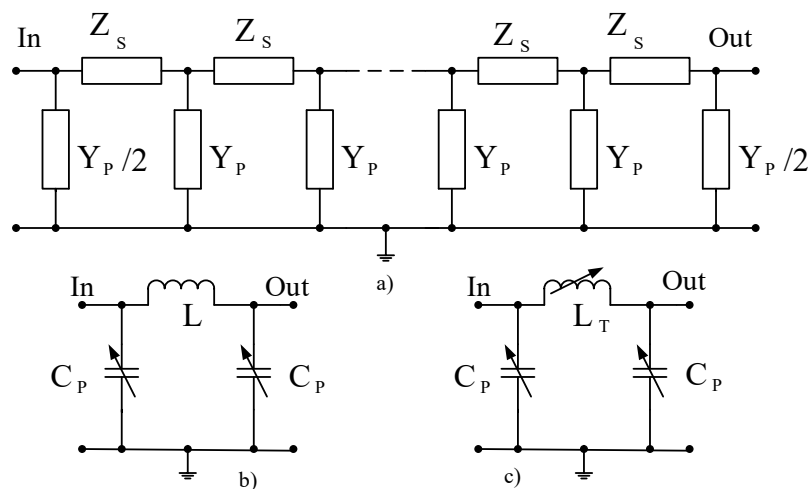 In Z S Z S Z S Z S Out
Y P /2 Y P Y P Y P Y P Y P /2
a)
In Out In Out
L L T
C P C P C P C P
b) c)